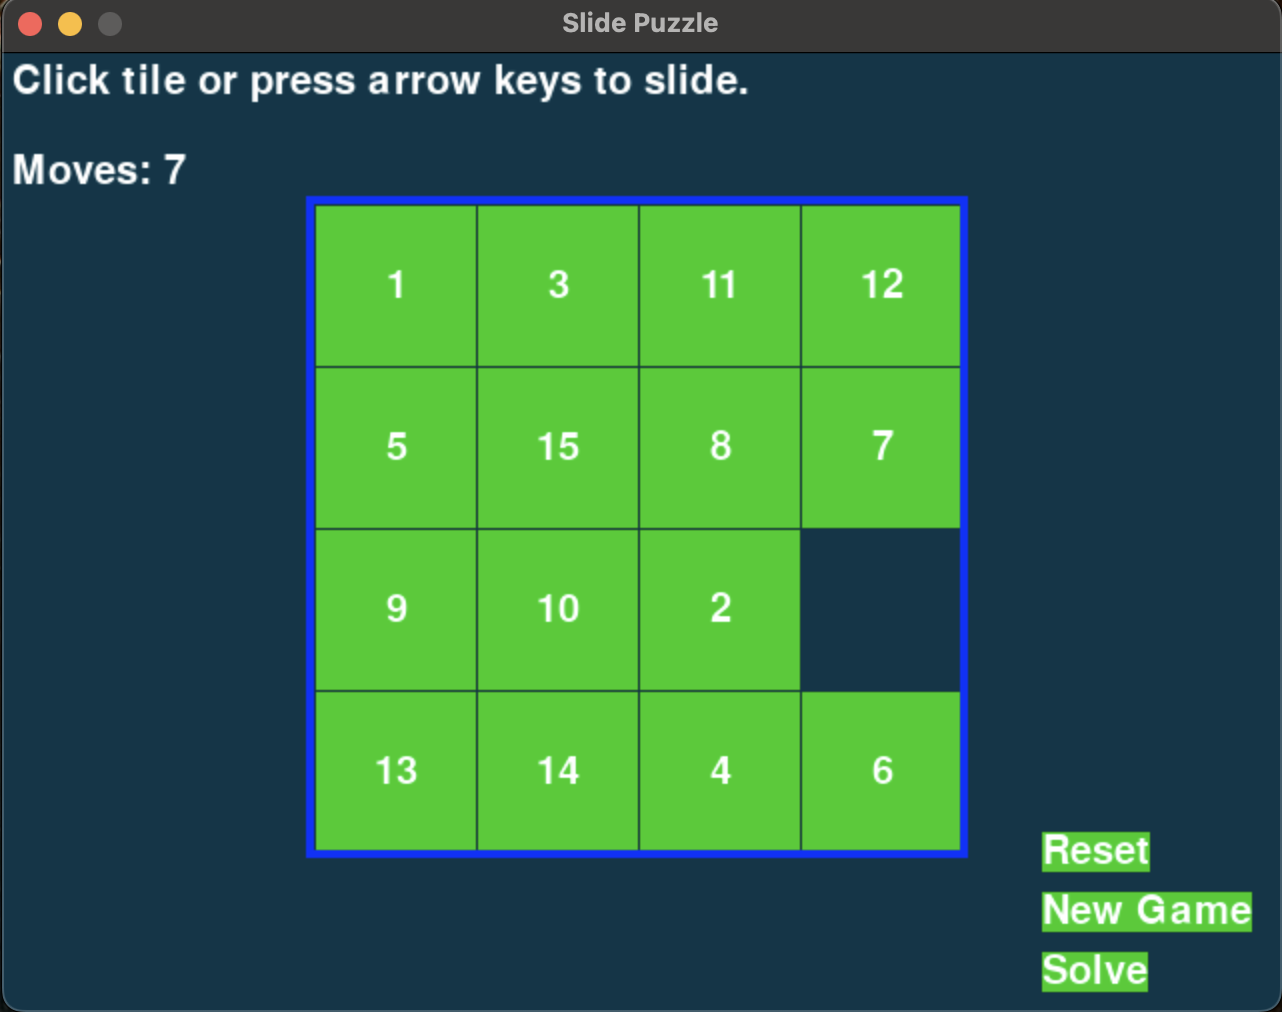 Slide Puzzle
Click tile or press arrow keys to slide.
Moves: 7
1 3 11 12
5 15 8 7
9 10 2
13 14 4 6
Reset
New Game
Solve